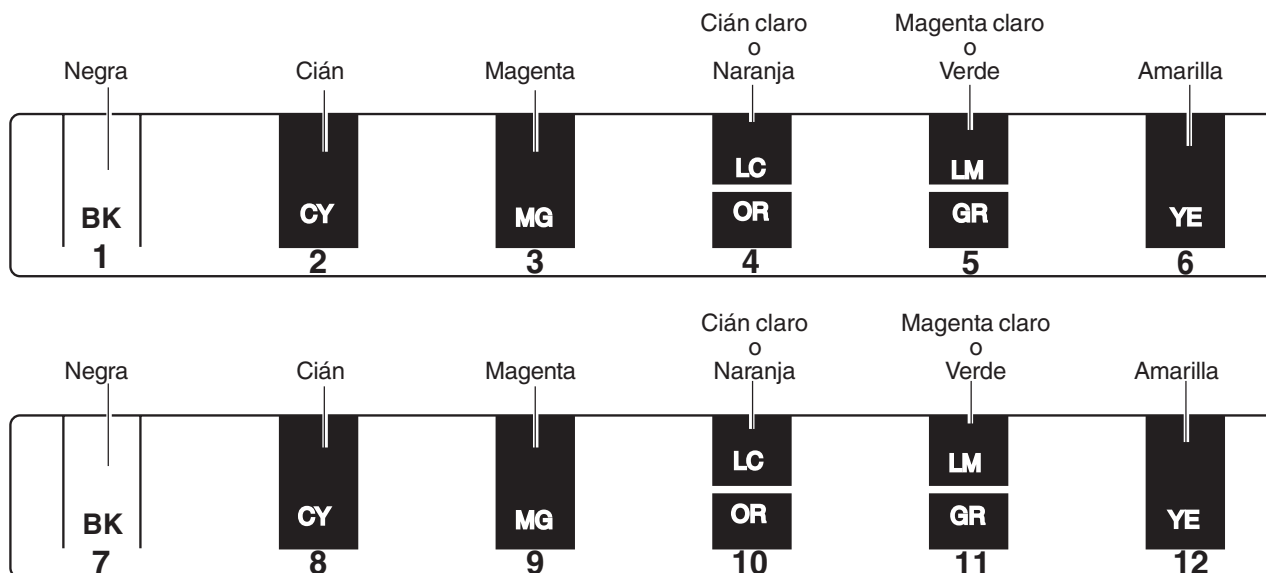 Cián claro Magenta claro
o o
Negra Cián Magenta Naranja Verde Amarilla
LC LM
BK CY MG OR GR YE
1 2 3 4 5 6
Cián claro Magenta claro
o o
Negra Cián Magenta Naranja Verde Amarilla
LC LM
BK CY MG OR GR YE
7 8 9 10 11 12